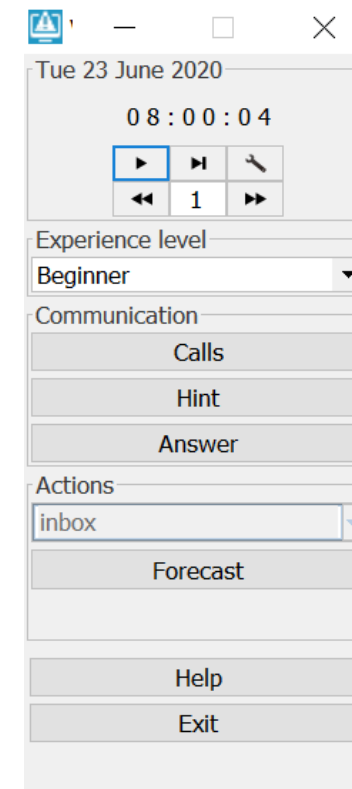 Tue 23 June 2020
08:00:04
1
Experience level
Beginner
Communication
Calls
Hint
Answer
Actions
inbox
Forecast
Help
Exit